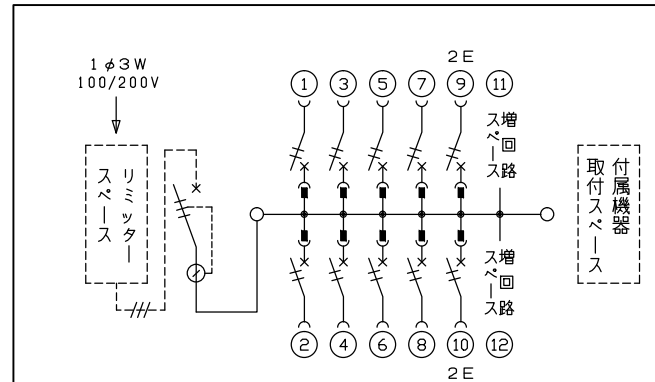 1φ3W
100/200V
リミッター
スペース
2E
1 3 5 7 9 11
増回路
スペース
付属機器
取付スペース
増回路
スペース
2 4 6 8 10 12
2E